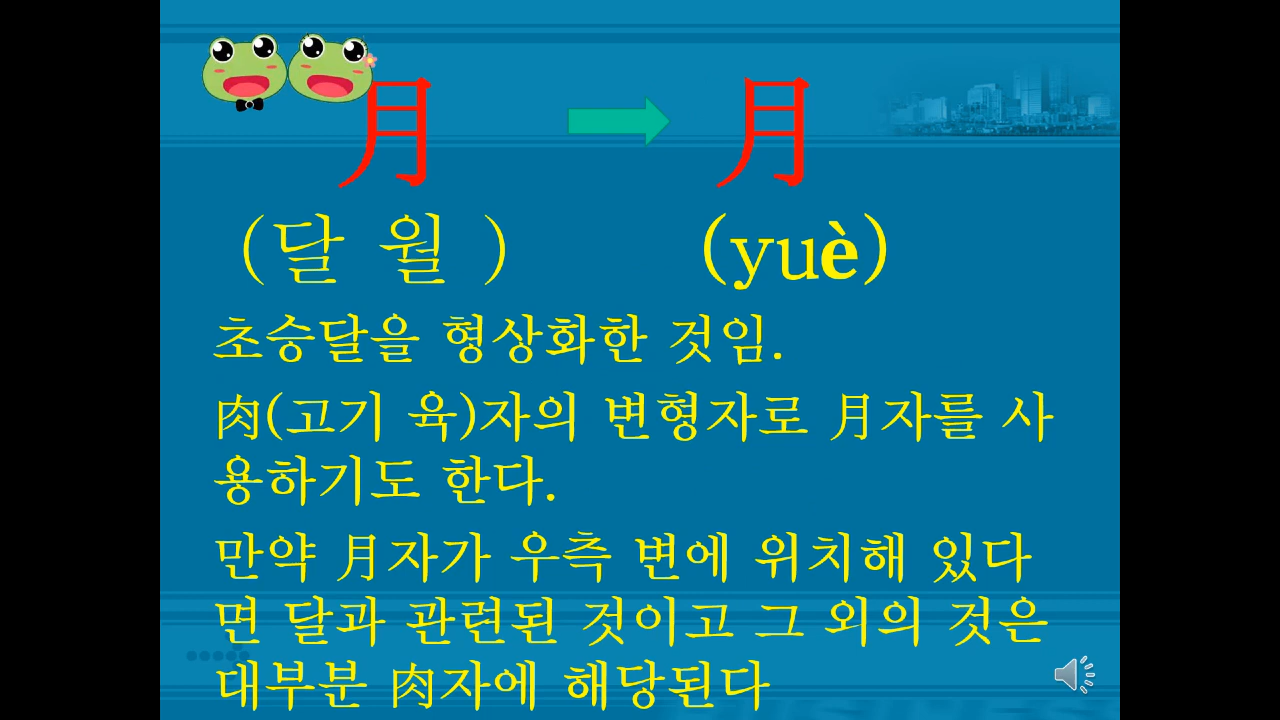 月 月
(달 월 ) (yuè)
초승달을 형상화한 것임.
肉(고기 육)자의 변형자로 月자를 사
용하기도 한다.
만약 月자가 우측 변에 위치해 있다
면 달과 관련된 것이고 그 외의 것은
대부분 肉자에 해당된다